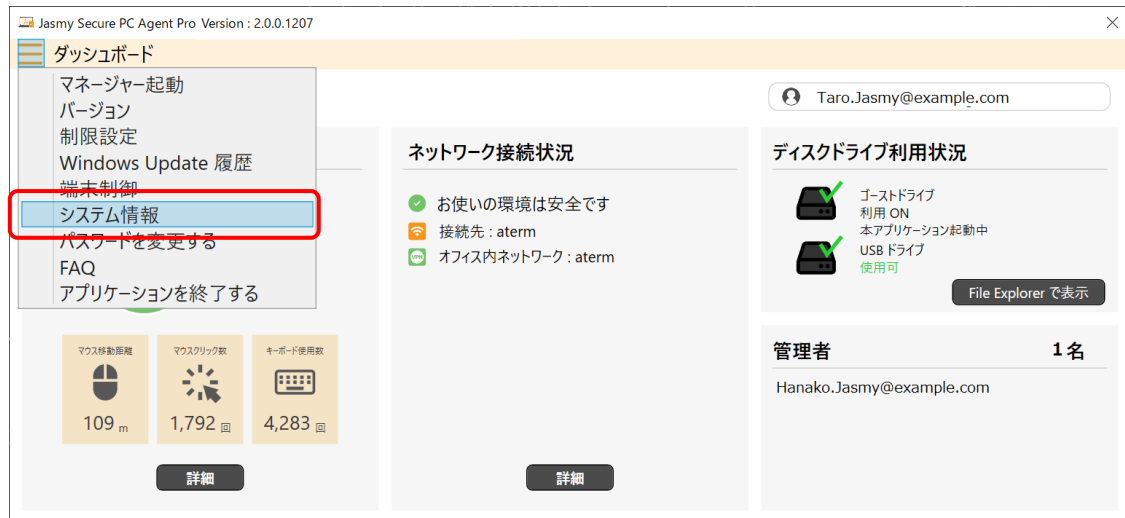 Jasmy Secure PC Agent Pro Version : 2.0.0.1207
ダッシュボード
マネージャー起動
バージョン
制限設定
Windows Update 履歴
端末制御
システム情報
パスワードを変更する
FAQ
アプリケーションを終了する
Taro.Jasmy@example.com
マウス移動距離
109 m
マウスクリック数
1,792 回
キーボード使用数
4,283 回
詳細
ネットワーク接続状況
お使いの環境は安全です
接続先 : aterm
VPN
オフィス内ネットワーク : aterm
詳細
ディスクドライブ利用状況
ゴーストドライブ
利用 ON
本アプリケーション起動中
USB ドライブ
使用可
File Explorer で表示
管理者 1名
Hanako.Jasmy@example.com